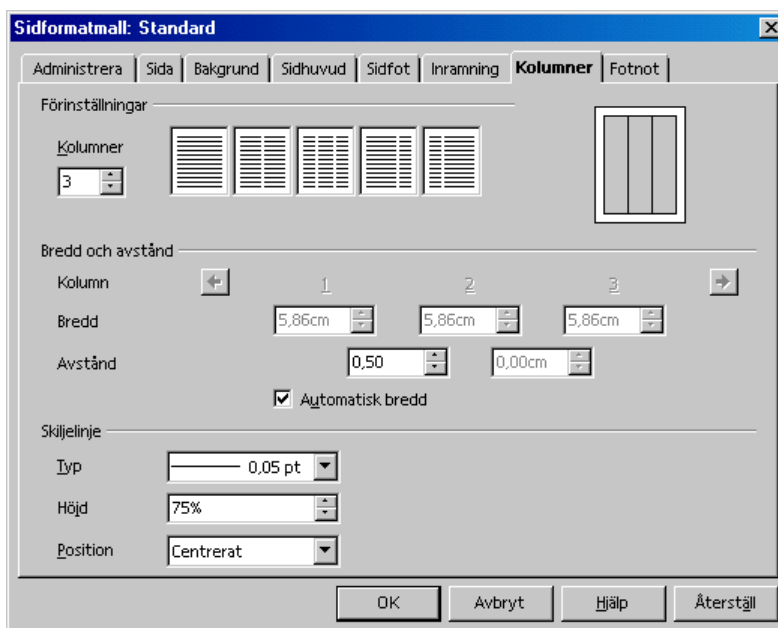 Sidformatmall: Standard
Administrera Sida Bakgrund Sidhuvud Sidfot Inramning Kolumner Fotnot
Förinställningar
Kolumner
3
Bredd och avstånd
Kolumn 1 2 3
Bredd 5,86cm 5,86cm 5,86cm
Avstånd 0,50 0,00cm
Automatisk bredd
Skiljelinje
Typ 0,05 pt
Höjd 75%
Position Centrerat
OK Avbryt Hjälp Återställ